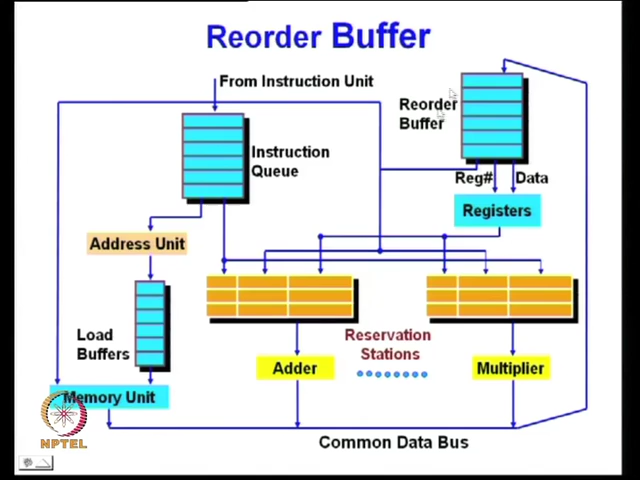 Reorder Buffer
From Instruction Unit
Reorder
Buffer
Instruction
Queue
Reg#
Data
Registers
Address Unit
Load
Buffers
Reservation
Stations
Adder
Multiplier
Memory Unit
NPTEL
Common Data Bus